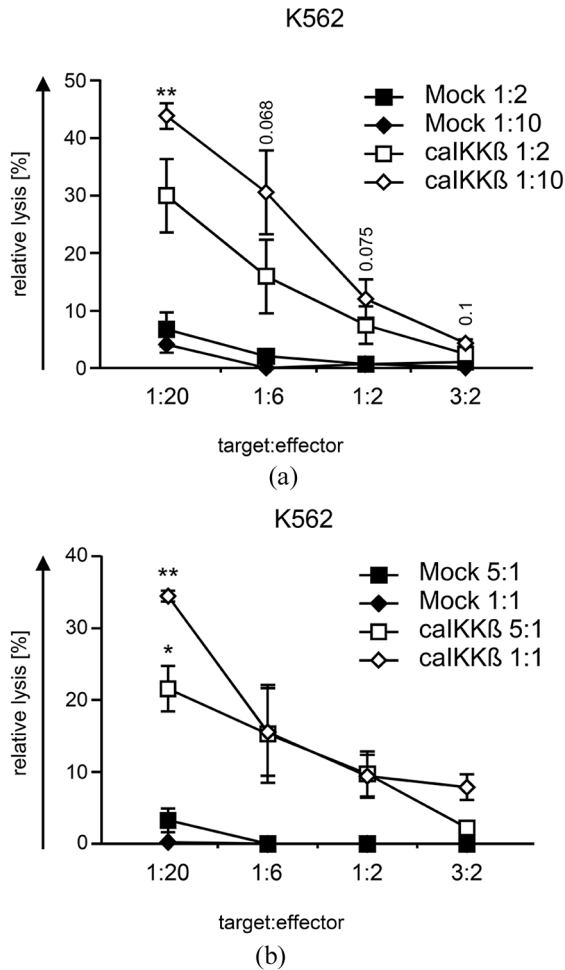 K562
relative lysis [%]
50
40
30
20
10
0
**
0.068
0.075
0.1
Mock 1:2
Mock 1:10
caIKKß 1:2
caIKKß 1:10
1:20 1:6 1:2 3:2
target:effector
(a)
K562
relative lysis [%]
40
30
20
10
0
**
*
Mock 5:1
Mock 1:1
caIKKß 5:1
caIKKß 1:1
1:20 1:6 1:2 3:2
target:effector
(b)